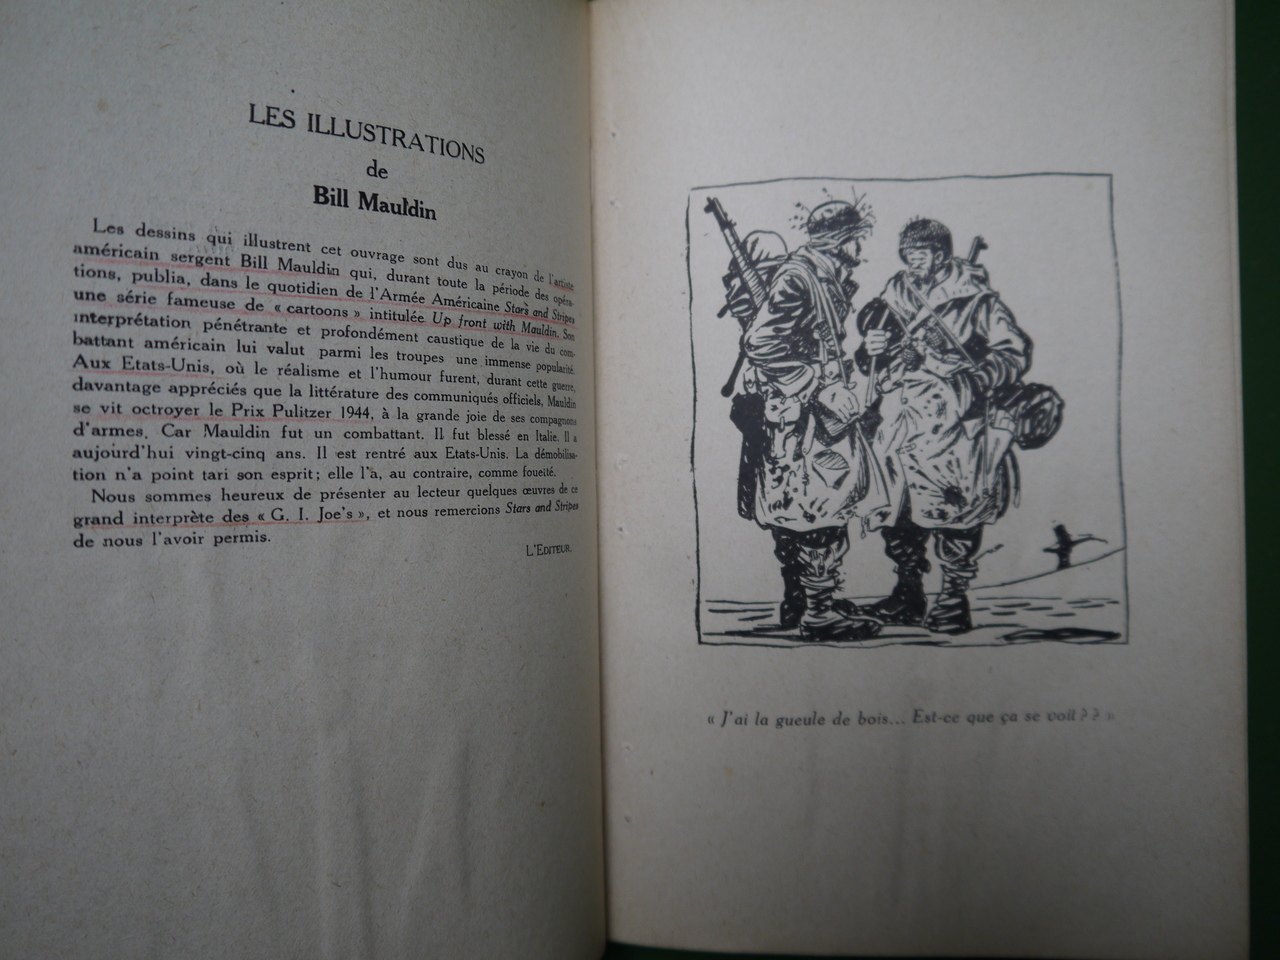 LES ILLUSTRATIONS
de
Bill Mauldin
Les dessins qui illustrent cet ouvrage sont dus au crayon de l'artiste
américain sergent Bill Mauldin qui, durant toute la période des opéra-
tions, publia, dans le quotidien de l'Armée Américaine Stars and Stripes
une série fameuse de « cartoons » intitulée Up front with Mauldin. Son
interprétation pénétrante et profondément caustique de la vie du com-
battant américain lui valut parmi les troupes une immense popularité.
Aux Etats-Unis, où le réalisme et l'humour furent, durant cette guerre,
davantage appréciés que la littérature des communiqués officiels, Mauldin
se vit octroyer le Prix Pulitzer 1944, à la grande joie de ses compagnons
d'armes. Car Mauldin fut un combattant. Il fut blessé en Italie. Il a
aujourd'hui vingt-cinq ans. Il est rentré aux Etats-Unis. La démobilisa-
tion n'a point tari son esprit ; elle l'a, au contraire, comme fouetté.
Nous sommes heureux de présenter au lecteur quelques œuvres de ce
grand interprète des « G. I. Joe's », et nous remercions Stars and Stripes
de nous l'avoir permis.
L'EDITEUR.
« J'ai la gueule de bois... Est-ce que ça se voit ? ? »